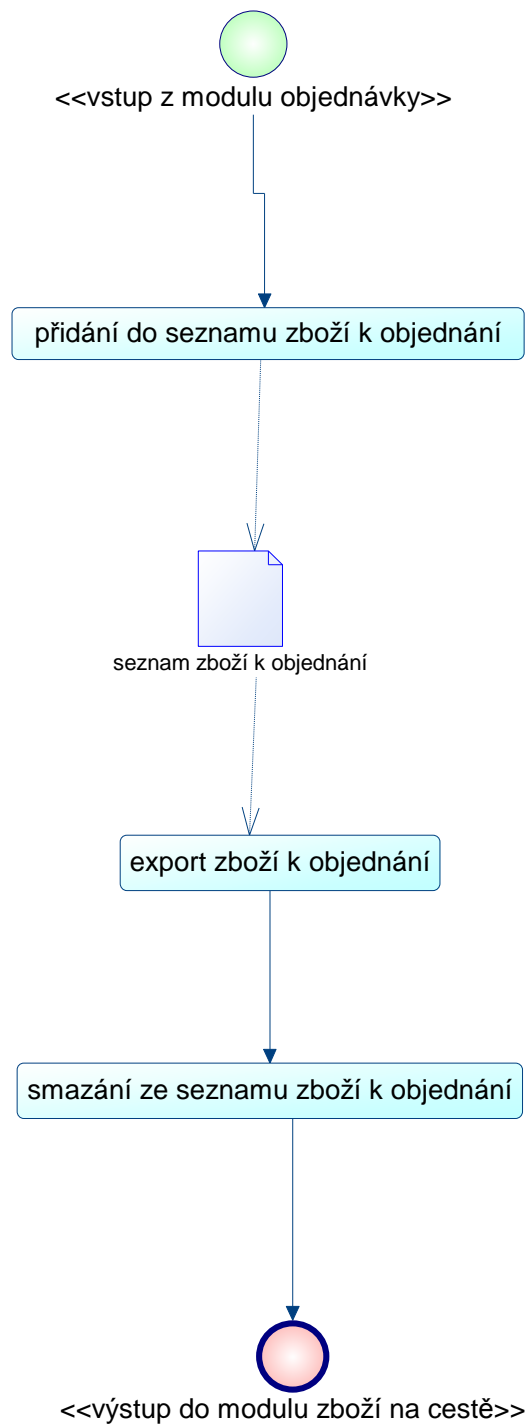 <<vstup z modulu objednávky>>
přidání do seznamu zboží k objednání
seznam zboží k objednání
export zboží k objednání
smazání ze seznamu zboží k objednání
<<výstup do modulu zboží na cestě>>